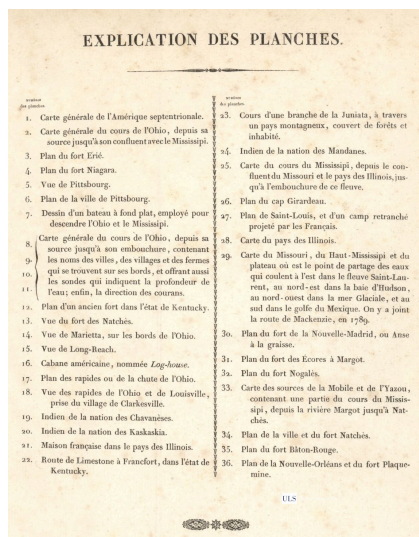 EXPLICATION DES PLANCHES.
numéros
des planches.
1. Carte générale de l'Amérique septentrionale.
2. Carte générale du cours de l'Ohio, depuis sa
source jusqu'à son confluent avec le Mississipi.
3. Plan du fort Erié.
4. Plan du fort Niagara.
5. Vue de Pittsbourg.
6. Plan de la ville de Pittsbourg.
7. Dessin d'un bateau à fond plat, employé pour
descendre l'Ohio et le Mississipi.
8. Carte générale du cours de l'Ohio, depuis sa
source jusqu'à son embouchure, contenant
9. les noms des villes, des villages et des fermes
10. qui se trouvent sur ses bords, et offrant aussi
les sondes qui indiquent la profondeur de
11. l'eau; enfin, la direction des courans.
12. Plan d'un ancien fort dans l'état de Kentucky.
13. Vue du fort des Natchès.
14. Vue de Marietta, sur les bords de l'Ohio.
15. Vue de Long-Reach.
16. Cabane américaine, nommée Log-house.
17. Plan des rapides ou de la chute de l'Ohio.
18. Vue des rapides de l'Ohio et de Louisville,
prise du village de Clarkesville.
19. Indien de la nation des Chavanèses.
20. Indien de la nation des Kaskaskia.
21. Maison française dans le pays des Illinois.
22. Route de Limestone à Francfort, dans l'état de
Kentucky.
numéros
des planches.
23. Cours d'une branche de la Juniata, à travers
un pays montagneux, couvert de forêts et
inhabité.
24. Indien de la nation des Mandanes.
25. Carte du cours du Mississipi, depuis le con-
fluent du Missouri et le pays des Illinois, jus-
qu'à l'embouchure de ce fleuve.
26. Plan du cap Girardeau.
27. Plan de Saint-Louis, et d'un camp retranché
projeté par les Français.
28. Carte du pays des Illinois.
29. Carte du Missouri, du Haut-Mississipi et du
plateau où est le point de partage des eaux
qui coulent à l'est dans le fleuve Saint-Lau-
rent, au nord-est dans la baie d'Hudson,
au nord-ouest dans la mer Glaciale, et au
sud dans le golfe du Mexique. On y a joint
la route de Mackenzie, en 1789.
30. Plan du fort de la Nouvelle-Madrid, ou Anse
à la graisse.
31. Plan du fort des Écores à Margot.
32. Plan du fort Nogalès.
33. Carte des sources de la Mobile et de l'Yazou,
contenant une partie du cours du Missis-
sipi, depuis la rivière Margot jusqu'à Nat-
chès.
34. Plan de la ville et du fort Natchès.
35. Plan du fort Bâton-Rouge.
36. Plan de la Nouvelle-Orléans et du fort Plaque-
mine.
ULS